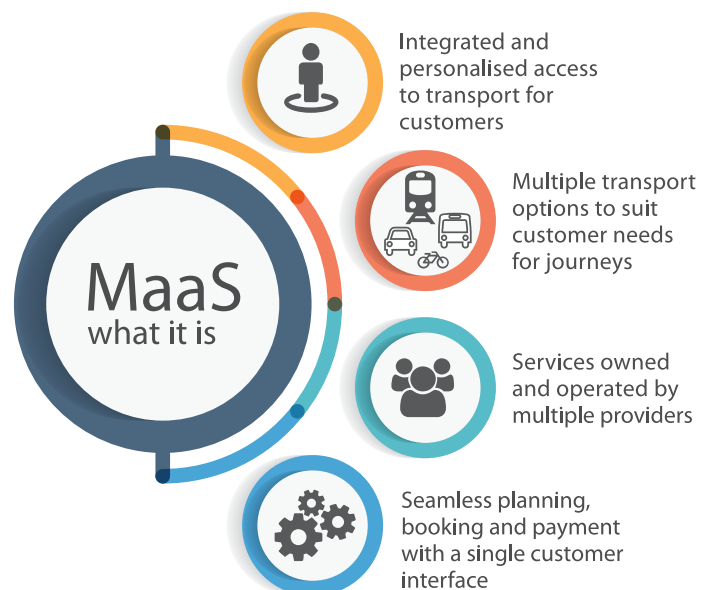 MaaS
what it is
Integrated and
personalised access
to transport for
customers
Multiple transport
options to suit
customer needs
for journeys
Services owned
and operated by
multiple providers
Seamless planning,
booking and payment
with a single customer
interface